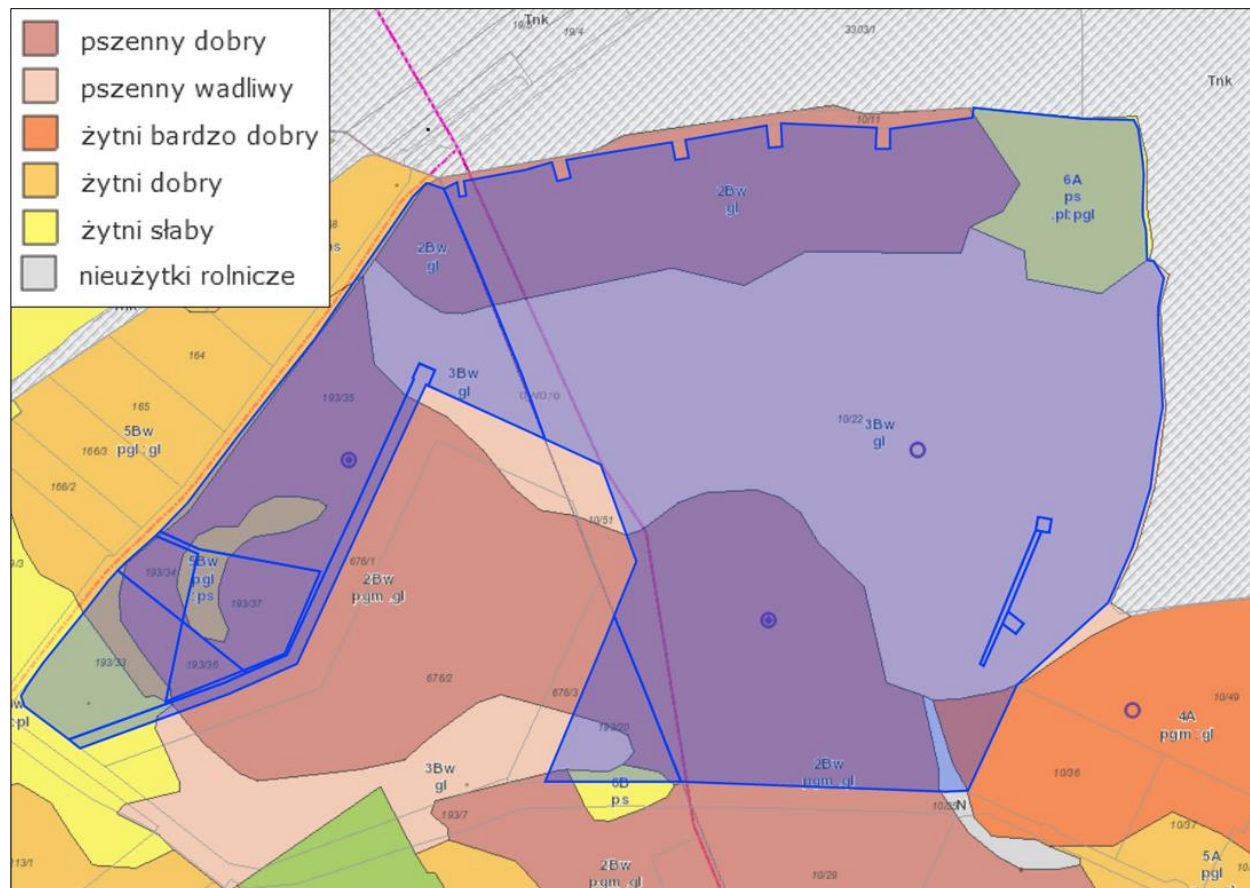 pszenny dobry
pszenny wadliwy
żytni bardzo dobry
żytni dobry
żytni słaby
nieużytki rolnicze
Tnk
19/4
3303/1
Tnk
10/11
2Bw
gl
6A
ps
.pl:pgl
2Bw
gl
164
193/35
3Bw
gl
165
5Bw
pgl:.gl
166/3
166/2
10/22
3Bw
gl
10/51
676/1
2Bw
pgm.:gl
193/34
5Bw
pgl
:ps
193/37
193/33
193/36
676/2
676/3
193/20
10/49
4A
pgm.:gl
3Bw
gl
2Bw
pgm.:gl
6B
ps
10/36
193/7
N
10/37
113/1
2Bw
pgm.:gl
10/29
5A
pgl